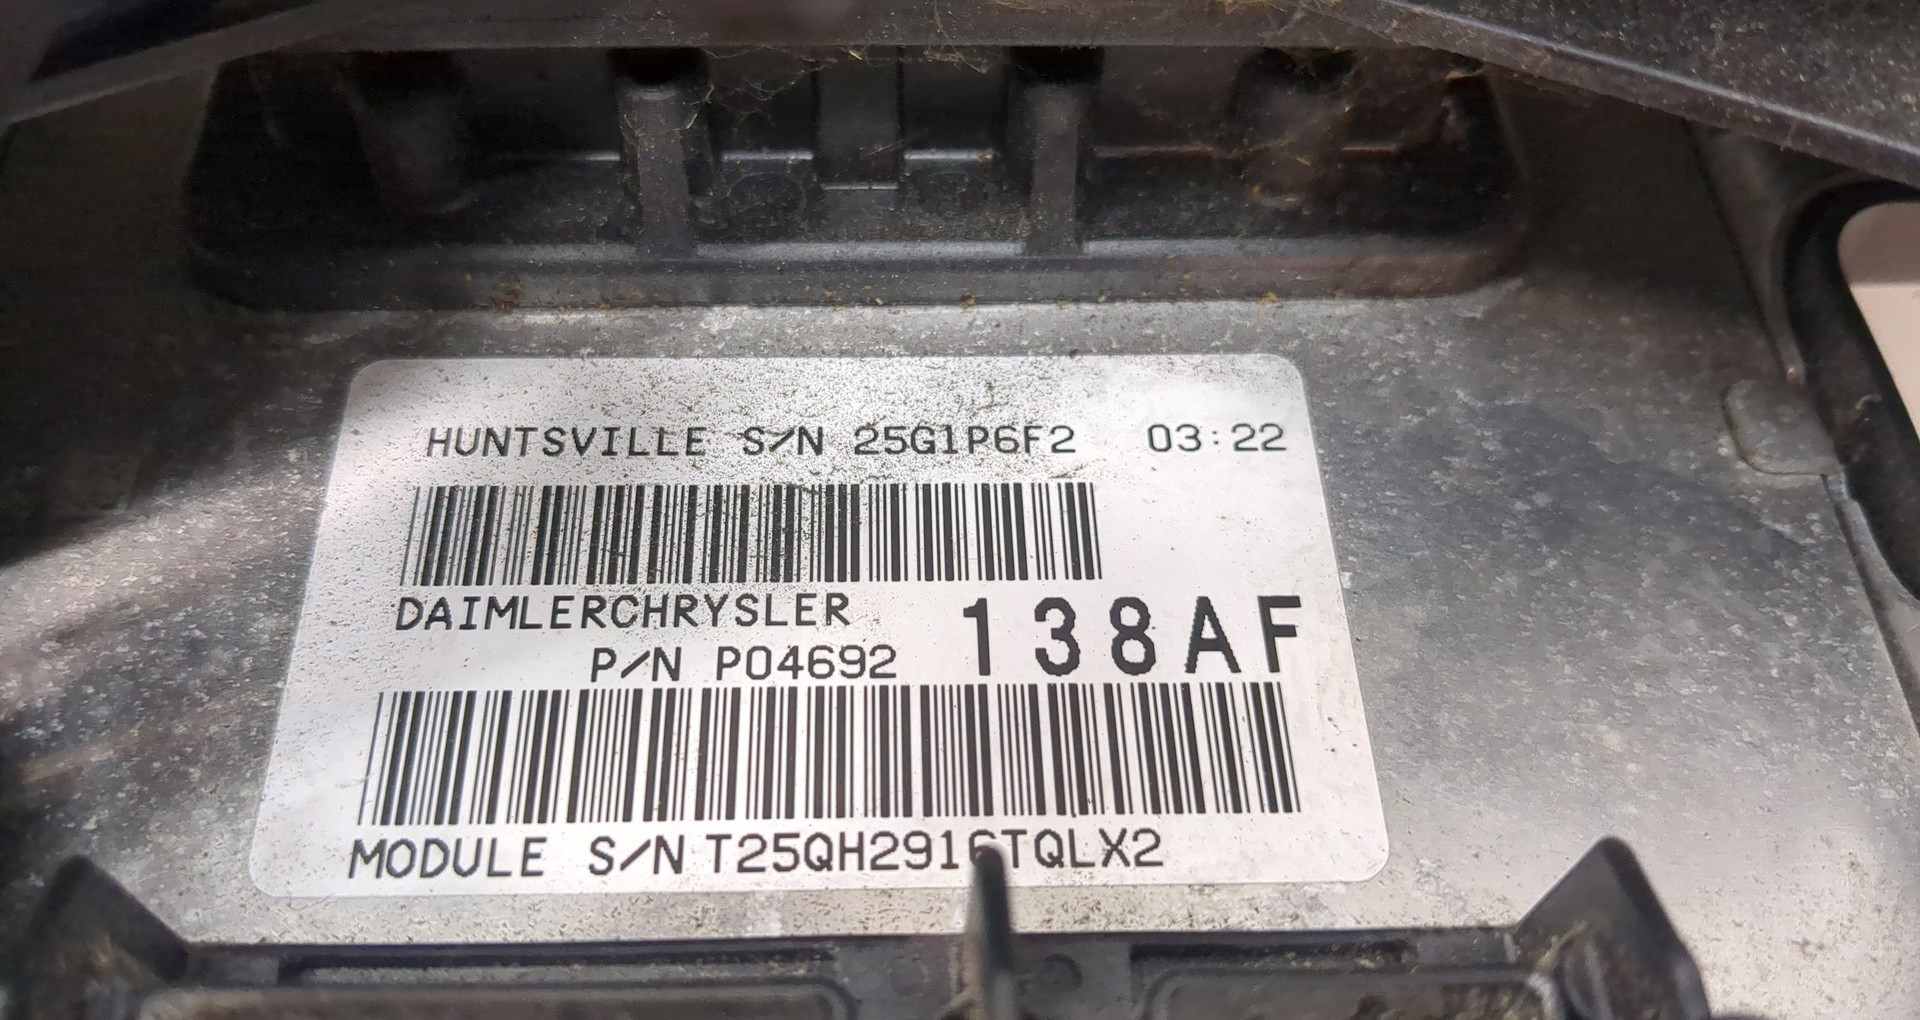 HUNTSVILLE S/N 25G1P6F2 03:22
DAIMLERCHRYSLER
P/N P04692 138AF
MODULE S/N T25QH2916TQLX2